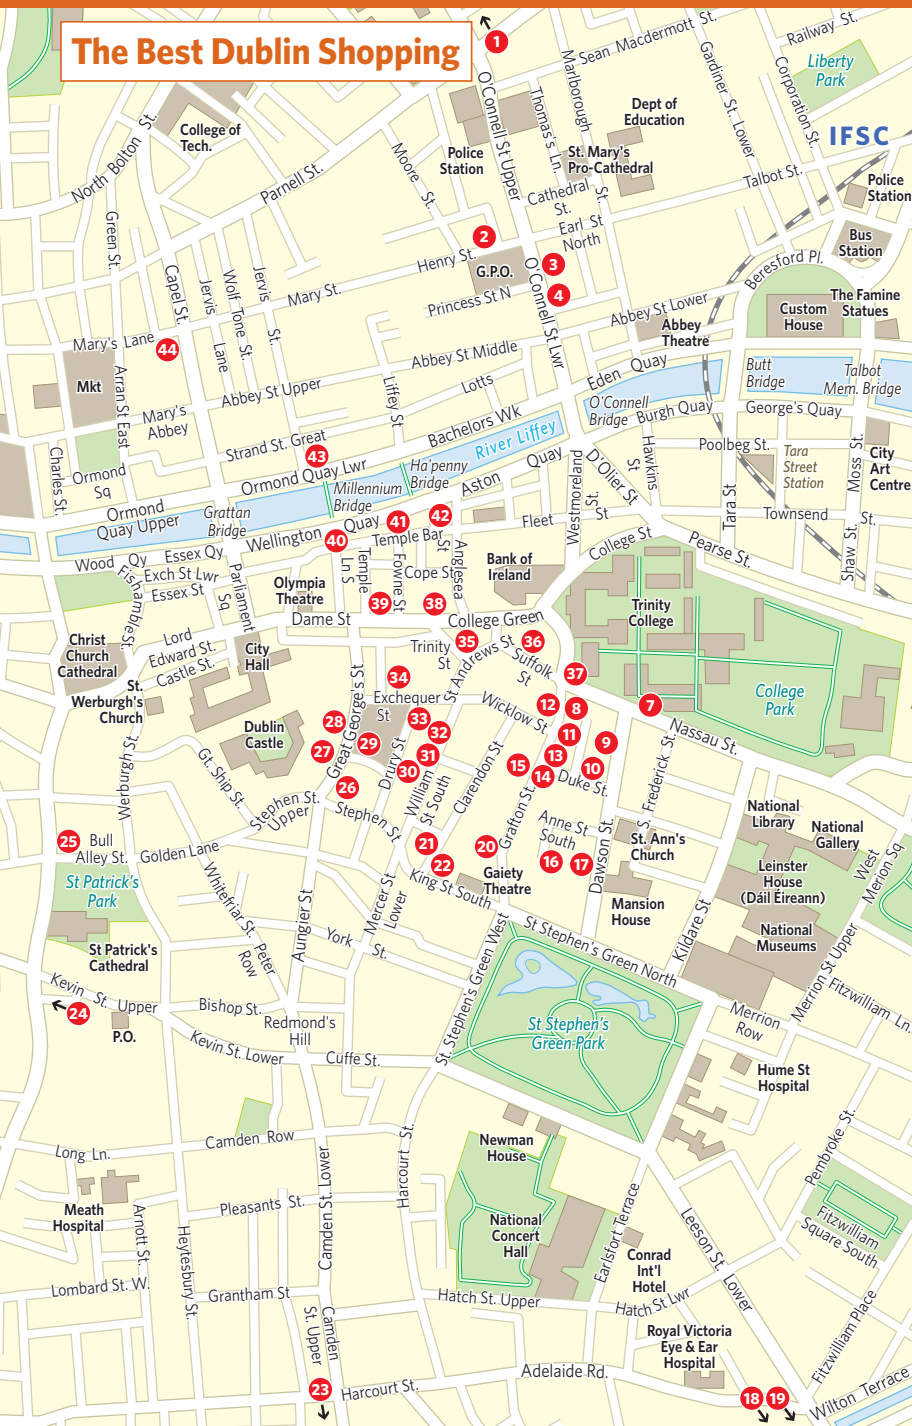 The Best Dublin Shopping
1
Sean Macdermott St.
Railway St.
Marlborough St.
Gardiner St. Lower
Corporation St.
Liberty
Park
IFSC
O'Connell St Upper
Thomas's Ln.
Dept of
Education
College of
Tech.
North Bolton St.
Parnell St.
Moore St.
Police
Station
St. Mary's
Pro-Cathedral
Cathedral
St.
Talbot St.
Police
Station
Earl St
North
Bus
Station
Green St.
2
Henry St.
G.P.O.
3
4
O'Connell St Lwr
Beresford Pl.
Capel St.
Jervis
Lane
Wolf Tone St.
Jervis
St.
Mary St.
Princess St N
Abbey St Lower
Abbey
Theatre
Custom
House
The Famine
Statues
Mary's Lane
44
Mkt
Arran St East
Abbey St Middle
Eden Quay
Butt
Bridge
Talbot
Mem. Bridge
Abbey St Upper
Liffey St
Lotts
O'Connell
Bridge
Burgh Quay
George's Quay
Mary's
Abbey
Bachelors Wk
River Liffey
Strand St. Great
43
Charles St.
Ormond
Sq
Ormond Quay Lwr
Ha'penny
Bridge
Millennium
Bridge
Aston Quay
Westmoreland
St.
D'Olier St
Hawkins
St
Poolbeg St.
Tara
Street
Station
Tara St
Moss St.
City
Art
Centre
Ormond
Quay Upper
Grattan
Bridge
Wellington Quay
41
42
40
Temple Bar
Fleet St
Townsend St.
Wood Qy
Essex Qy
Exch St Lwr
Essex St
Fishamble St.
Parliament
Sq
Temple
Ln S
Fowne St
Cope St
Anglesea
St
Bank of
Ireland
College St
Pearse St.
Shaw St.
Olympia
Theatre
39
38
Dame St
College Green
Trinity
College
Christ
Church
Cathedral
Lord
Edward St.
Castle St.
City
Hall
Trinity
St
35
St Andrews St
36
Suffolk
St
37
St.
Werburgh's
Church
34
Exchequer
St
Wicklow St
12
8
7
College
Park
Nassau St.
Dublin
Castle
28
27
Great George's St
29
33
32
31
30
Drury St
11
13
9
10
15
14
Duke St.
Werburgh St.
Gt. Ship St.
26
Stephen St.
Upper
Stephen St
William
St South
Clarendon St
Grafton St.
S. Frederick St.
National
Library
National
Gallery
25
Bull
Alley St.
Golden Lane
21
22
20
Anne St
South
16
17
Dawson St.
St. Ann's
Church
Leinster
House
(Dáil Éireann)
West
Merion Sq
St Patrick's
Park
Gaiety
Theatre
King St South
Mansion
House
Kildare St
National
Museums
Whitefriar St.
Peter
Row
Aungier St
Mercer St
Lower
York St.
St Stephen's Green North
St. Stephen's Green West
Merrion St Upper
St Patrick's
Cathedral
Kevin St. Upper
24
P.O.
Bishop St.
Redmond's
Hill
St Stephen's
Green Park
Fitzwilliam Ln.
Merrion
Row
Kevin St. Lower
Cuffe St.
Hume St
Hospital
Camden Row
Long Ln.
Newman
House
Pembroke St.
Meath
Hospital
Arnott St.
Heytesbury St.
Pleasants St.
Camden St. Lower
Harcourt St.
National
Concert
Hall
Earlsfort Terrace
Leeson St. Lower
Fitzwilliam
Square South
Conrad
Int'l
Hotel
Lombard St. W.
Grantham St
Hatch St. Upper
Hatch St Lwr
Camden
St. Upper
Royal Victoria
Eye & Ear
Hospital
Fitzwilliam Place
Adelaide Rd.
23
Harcourt St.
18
19
Wilton Terrace